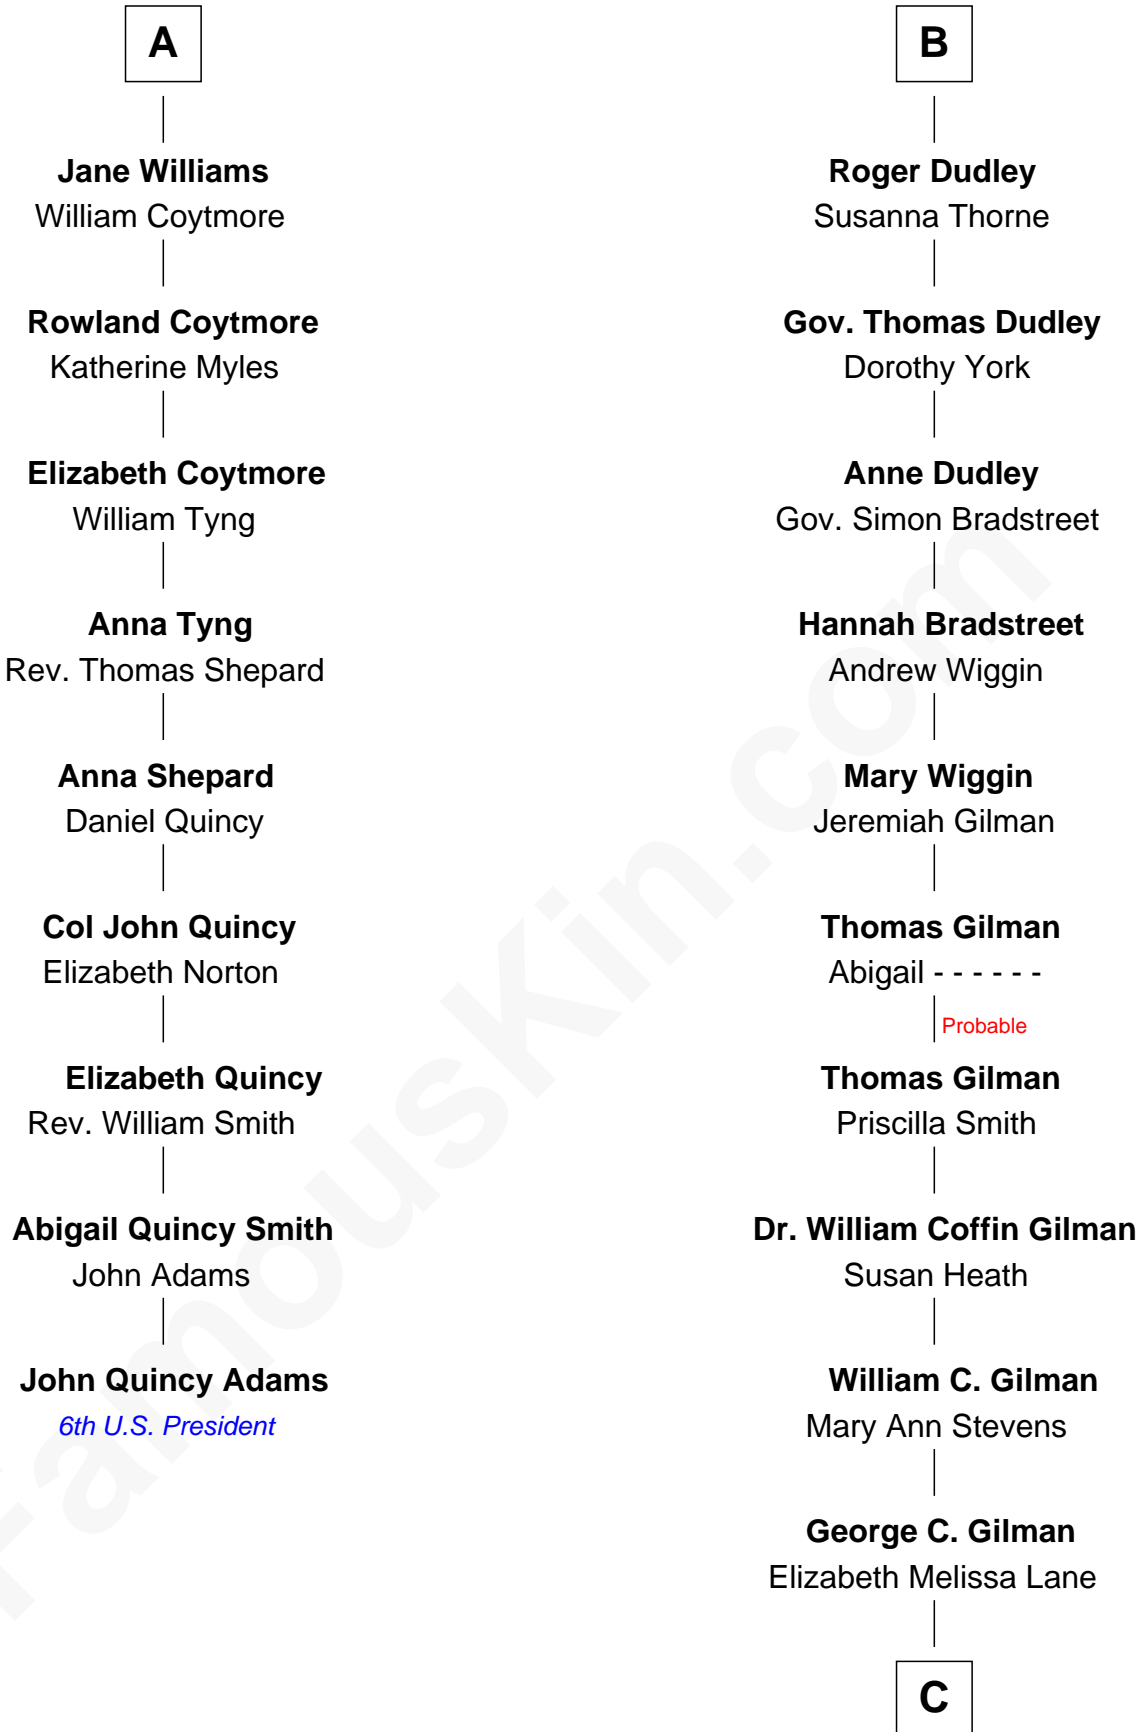 A
Jane Williams
William Coytmore
Rowland Coytmore
Katherine Myles
Elizabeth Coytmore
William Tyng
Anna Tyng
Rev. Thomas Shepard
Anna Shepard
Daniel Quincy
Col John Quincy
Elizabeth Norton
Elizabeth Quincy
Rev. William Smith
Abigail Quincy Smith
John Adams
John Quincy Adams
6th U.S. President
B
Roger Dudley
Susanna Thorne
Gov. Thomas Dudley
Dorothy York
Anne Dudley
Gov. Simon Bradstreet
Hannah Bradstreet
Andrew Wiggin
Mary Wiggin
Jeremiah Gilman
Thomas Gilman
Abigail - - - - - -
Probable
Thomas Gilman
Priscilla Smith
Dr. William Coffin Gilman
Susan Heath
William C. Gilman
Mary Ann Stevens
George C. Gilman
Elizabeth Melissa Lane
C
FamousKin.com